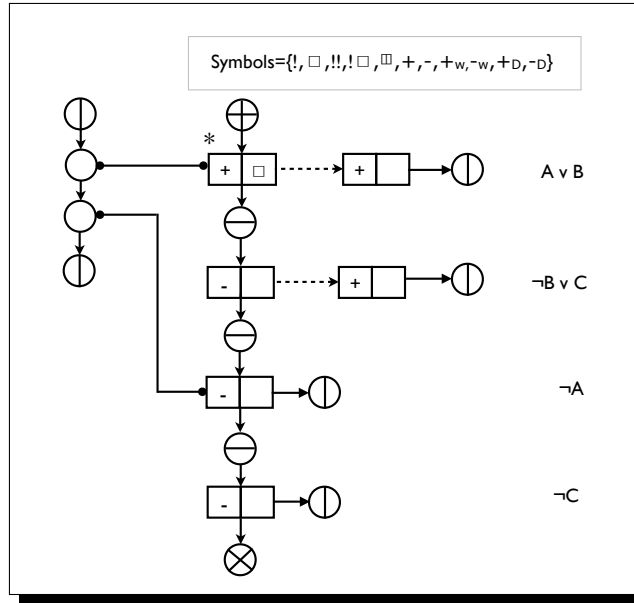 Symbols={!, □ ,!!,! □ , ◫ ,+,-,+w,-w,+D,-D}
*
+ □ + A v B
- + ¬B v C
- ¬A
- ¬C